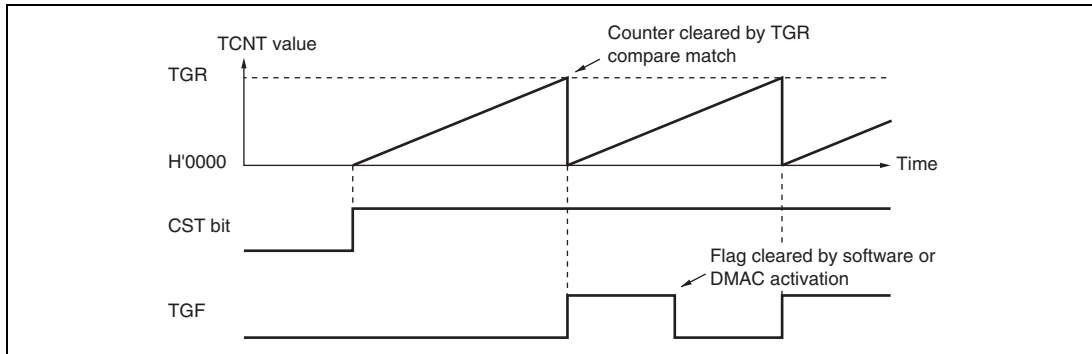 Counter cleared by TGR
compare match
TCNT value
TGR
H'0000
Time
CST bit
Flag cleared by software or
DMAC activation
TGF